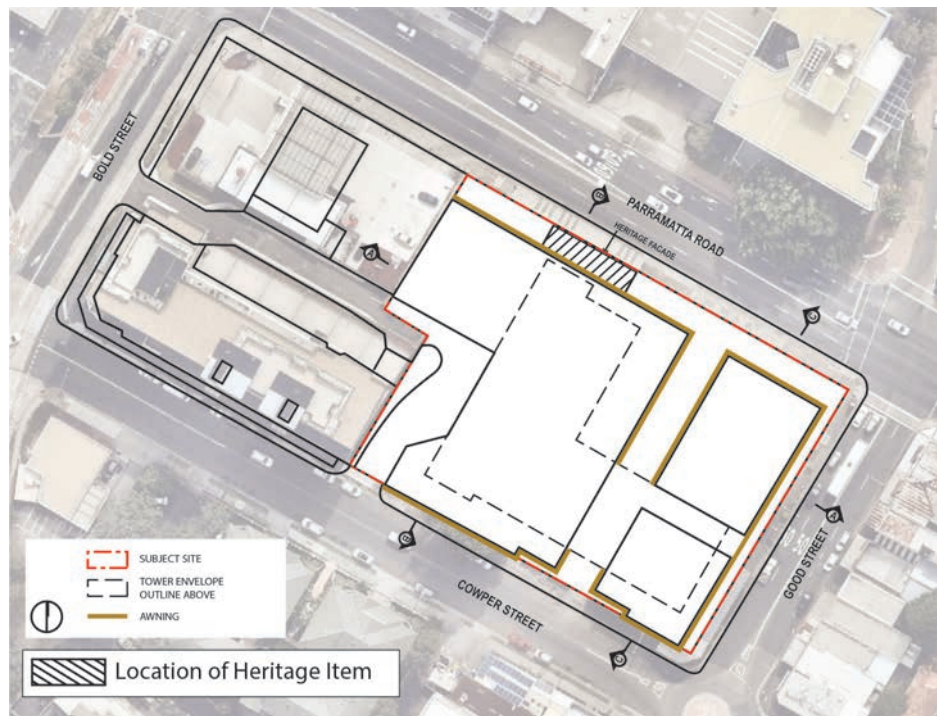 BOLD STREET
PARRAMATTA ROAD
HERITAGE FACADE
B
A
C
GOOD STREET
A
B
COWPER STREET
C
SUBJECT SITE
TOWER ENVELOPE
OUTLINE ABOVE
AWNING
Location of Heritage Item